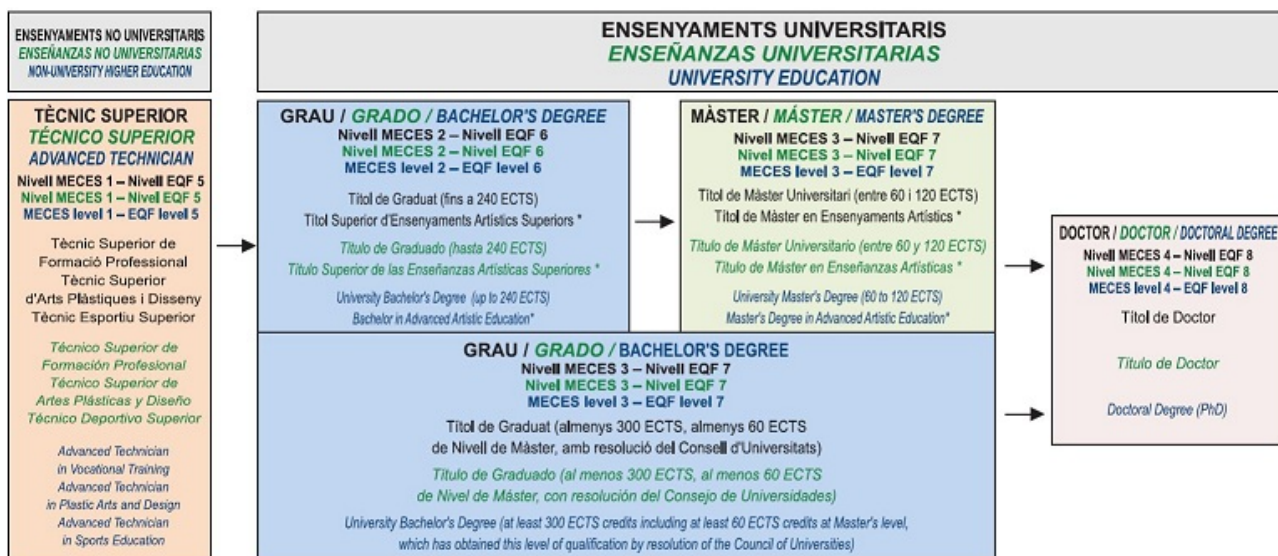 ENSENYAMENTS NO UNIVERSITARIS
ENSEÑANZAS NO UNIVERSITARIAS
NON-UNIVERSITY HIGHER EDUCATION
ENSENYAMENTS UNIVERSITARIS
ENSEÑANZAS UNIVERSITARIAS
UNIVERSITY EDUCATION
TÈCNIC SUPERIOR
TÉCNICO SUPERIOR
ADVANCED TECHNICIAN
Nivell MECES 1 – Nivell EQF 5
Nivel MECES 1 – Nivel EQF 5
MECES level 1 – EQF level 5
Tècnic Superior de
Formació Professional
Tècnic Superior
d'Arts Plàstiques i Disseny
Tècnic Esportiu Superior
Técnico Superior de
Formación Profesional
Técnico Superior de
Artes Plásticas y Diseño
Técnico Deportivo Superior
Advanced Technician
in Vocational Training
Advanced Technician
in Plastic Arts and Design
Advanced Technician
in Sports Education
GRAU / GRADO / BACHELOR'S DEGREE
Nivell MECES 2 – Nivell EQF 6
Nivel MECES 2 – Nivel EQF 6
MECES level 2 – EQF level 6
Títol de Graduat (fins a 240 ECTS)
Títol Superior d'Ensenyaments Artístics Superiors *
Título de Graduado (hasta 240 ECTS)
Título Superior de las Enseñanzas Artísticas Superiores *
University Bachelor's Degree (up to 240 ECTS)
Bachelor in Advanced Artistic Education*
MÀSTER / MÁSTER / MASTER'S DEGREE
Nivell MECES 3 – Nivell EQF 7
Nivel MECES 3 – Nivel EQF 7
MECES level 3 – EQF level 7
Títol de Màster Universitari (entre 60 i 120 ECTS)
Títol de Màster en Ensenyaments Artística *
Título de Máster Universitario (entre 60 y 120 ECTS)
Título de Máster en Enseñanzas Artísticas *
University Master's Degree (60 to 120 ECTS)
Master's Degree in Advanced Artistic Education*
GRAU / GRADO / BACHELOR'S DEGREE
Nivell MECES 3 – Nivell EQF 7
Nivel MECES 3 – Nivel EQF 7
MECES level 3 – EQF level 7
Títol de Graduat (almenys 300 ECTS, almenys 60 ECTS
de Nivell de Màster, amb resolució del Consell d'Universitats)
Título de Graduado (al menos 300 ECTS, al menos 60 ECTS
de Nivel de Máster, con resolución del Consejo de Universidades)
University Bachelor's Degree (at least 300 ECTS credits including at least 60 ECTS credits at Master's level,
which has obtained this level of qualification by resolution of the Council of Universities)
DOCTOR / DOCTOR / DOCTORAL DEGREE
Nivell MECES 4 – Nivell EQF 8
Nivel MECES 4 – Nivel EQF 8
MECES level 4 – EQF level 8
Títol de Doctor
Título de Doctor
Doctoral Degree (PhD)